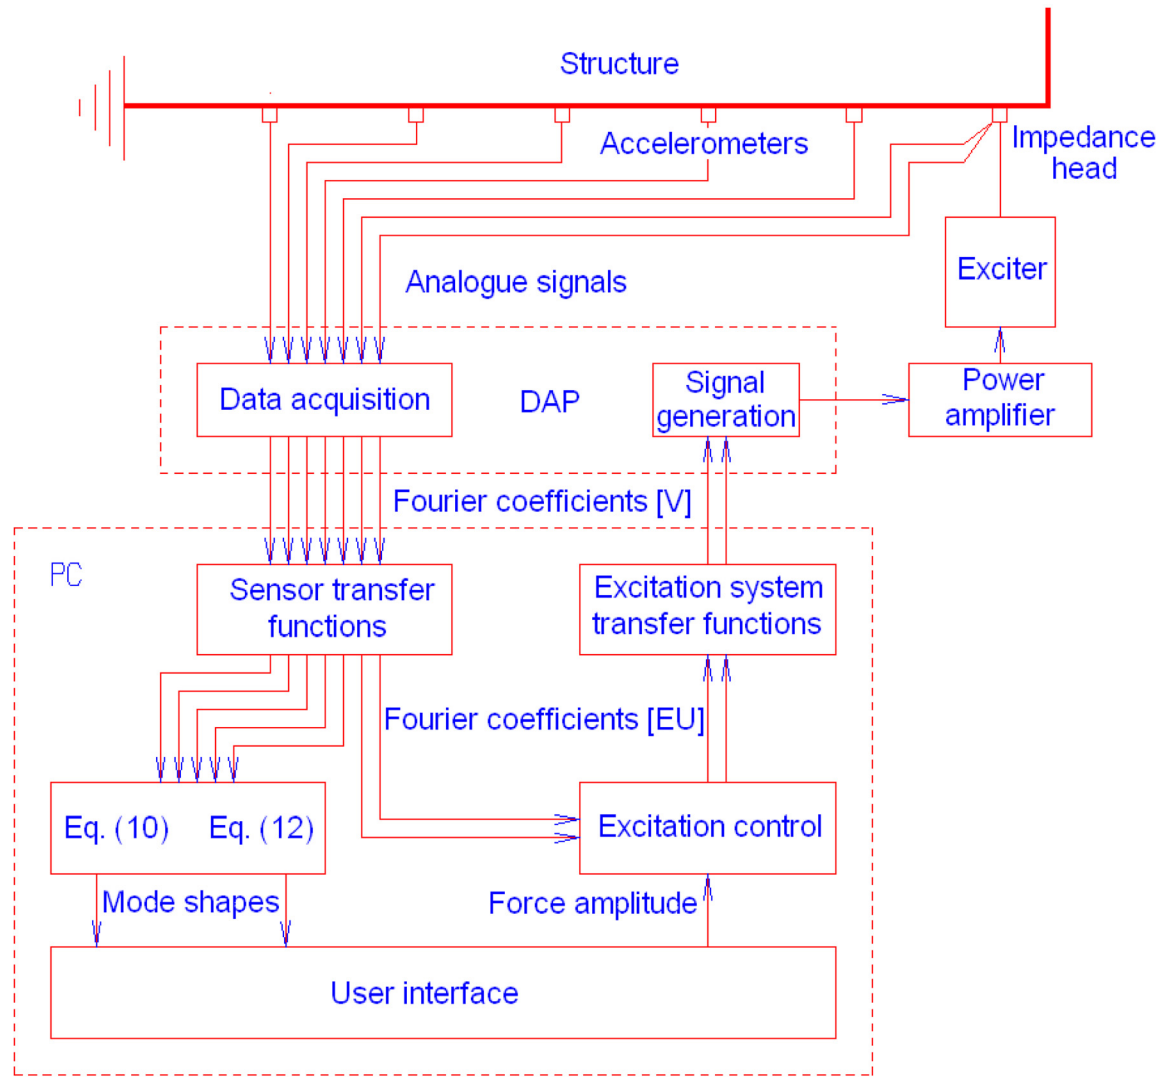 Structure
Accelerometers
Impedance
head
Exciter
Analogue signals
Data acquisition
DAP
Signal
generation
Power
amplifier
Fourier coefficients [V]
PC
Sensor transfer
functions
Excitation system
transfer functions
Fourier coefficients [EU]
Eq. (10)
Eq. (12)
Excitation control
Mode shapes
Force amplitude
User interface